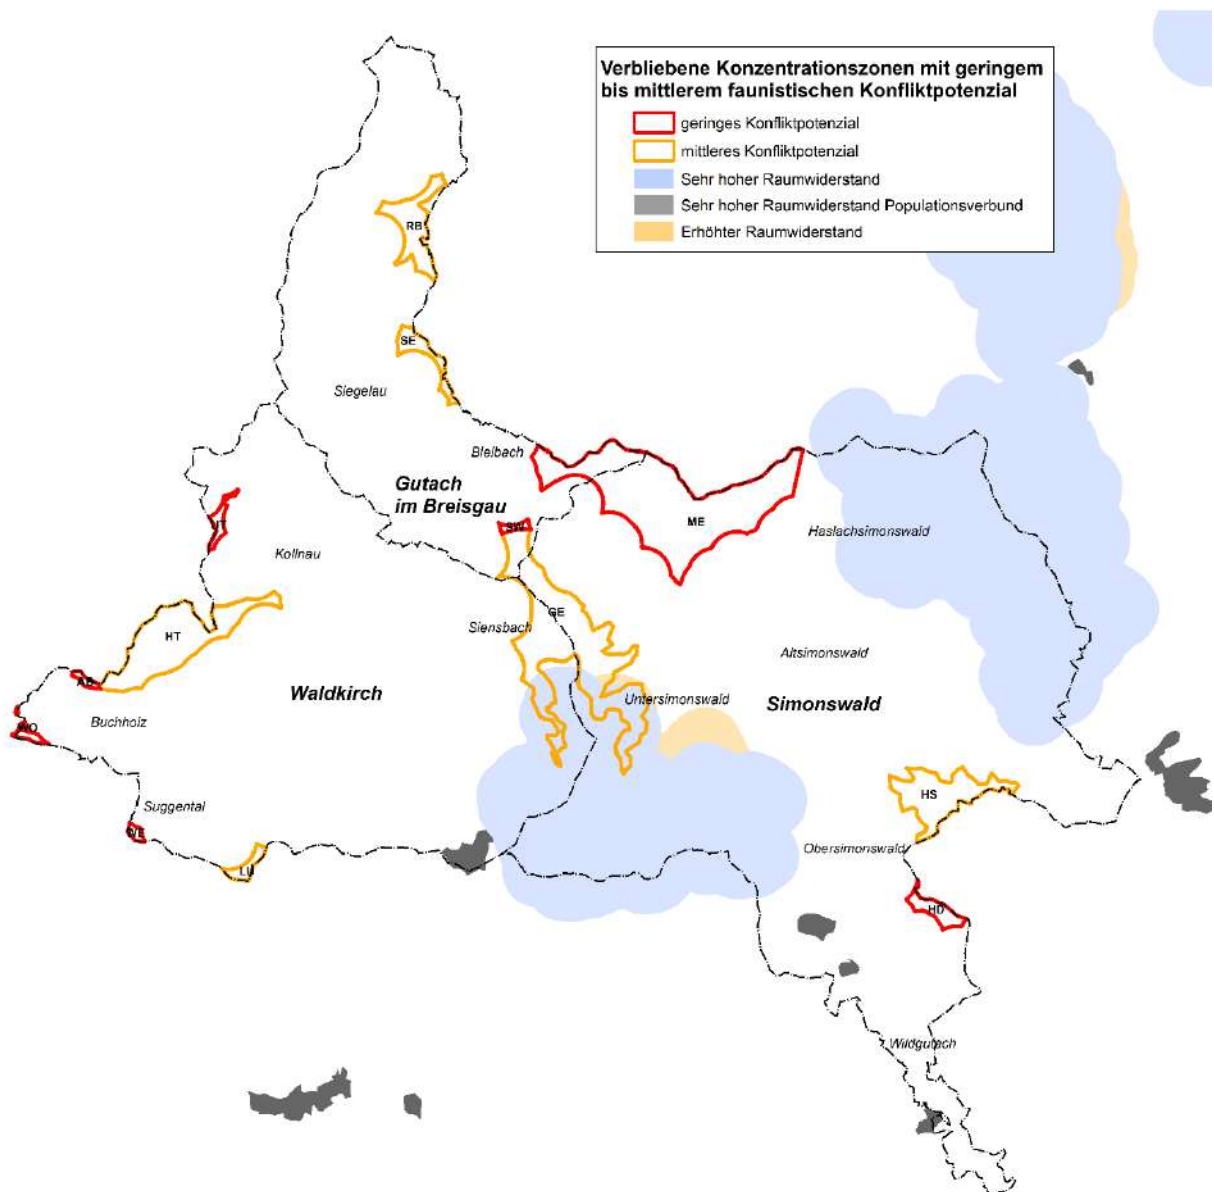 Verbliebene Konzentrationszonen mit geringem
bis mittlerem faunistischen Konfliktpotenzial
geringes Konfliktpotenzial
mittleres Konfliktpotenzial
Sehr hoher Raumwiderstand
Sehr hoher Raumwiderstand Populationsverbund
Erhöhter Raumwiderstand
RB
SE
Siegelau
Bleibach
Gutach
im Breisgau
SW
ME
Haslachsimonswald
Kollnau
GE
Siensbach
HT
Altsimonswald
Waldkirch
Untersimonswald
Simonswald
Buchholz
WO
HS
Suggental
Obersimonswald
HD
Wildgutach